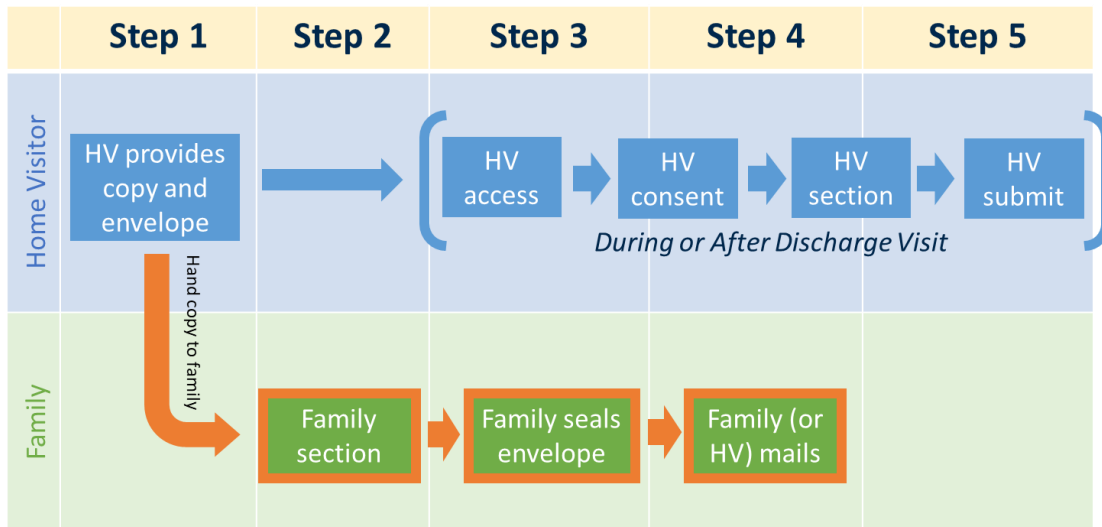 Step 1
Step 2
Step 3
Step 4
Step 5
Home Visitor
HV provides
copy and
envelope
HV
access
HV
consent
HV
section
HV
submit
During or After Discharge Visit
Hand copy to family
Family
Family
section
Family seals
envelope
Family (or
HV) mails